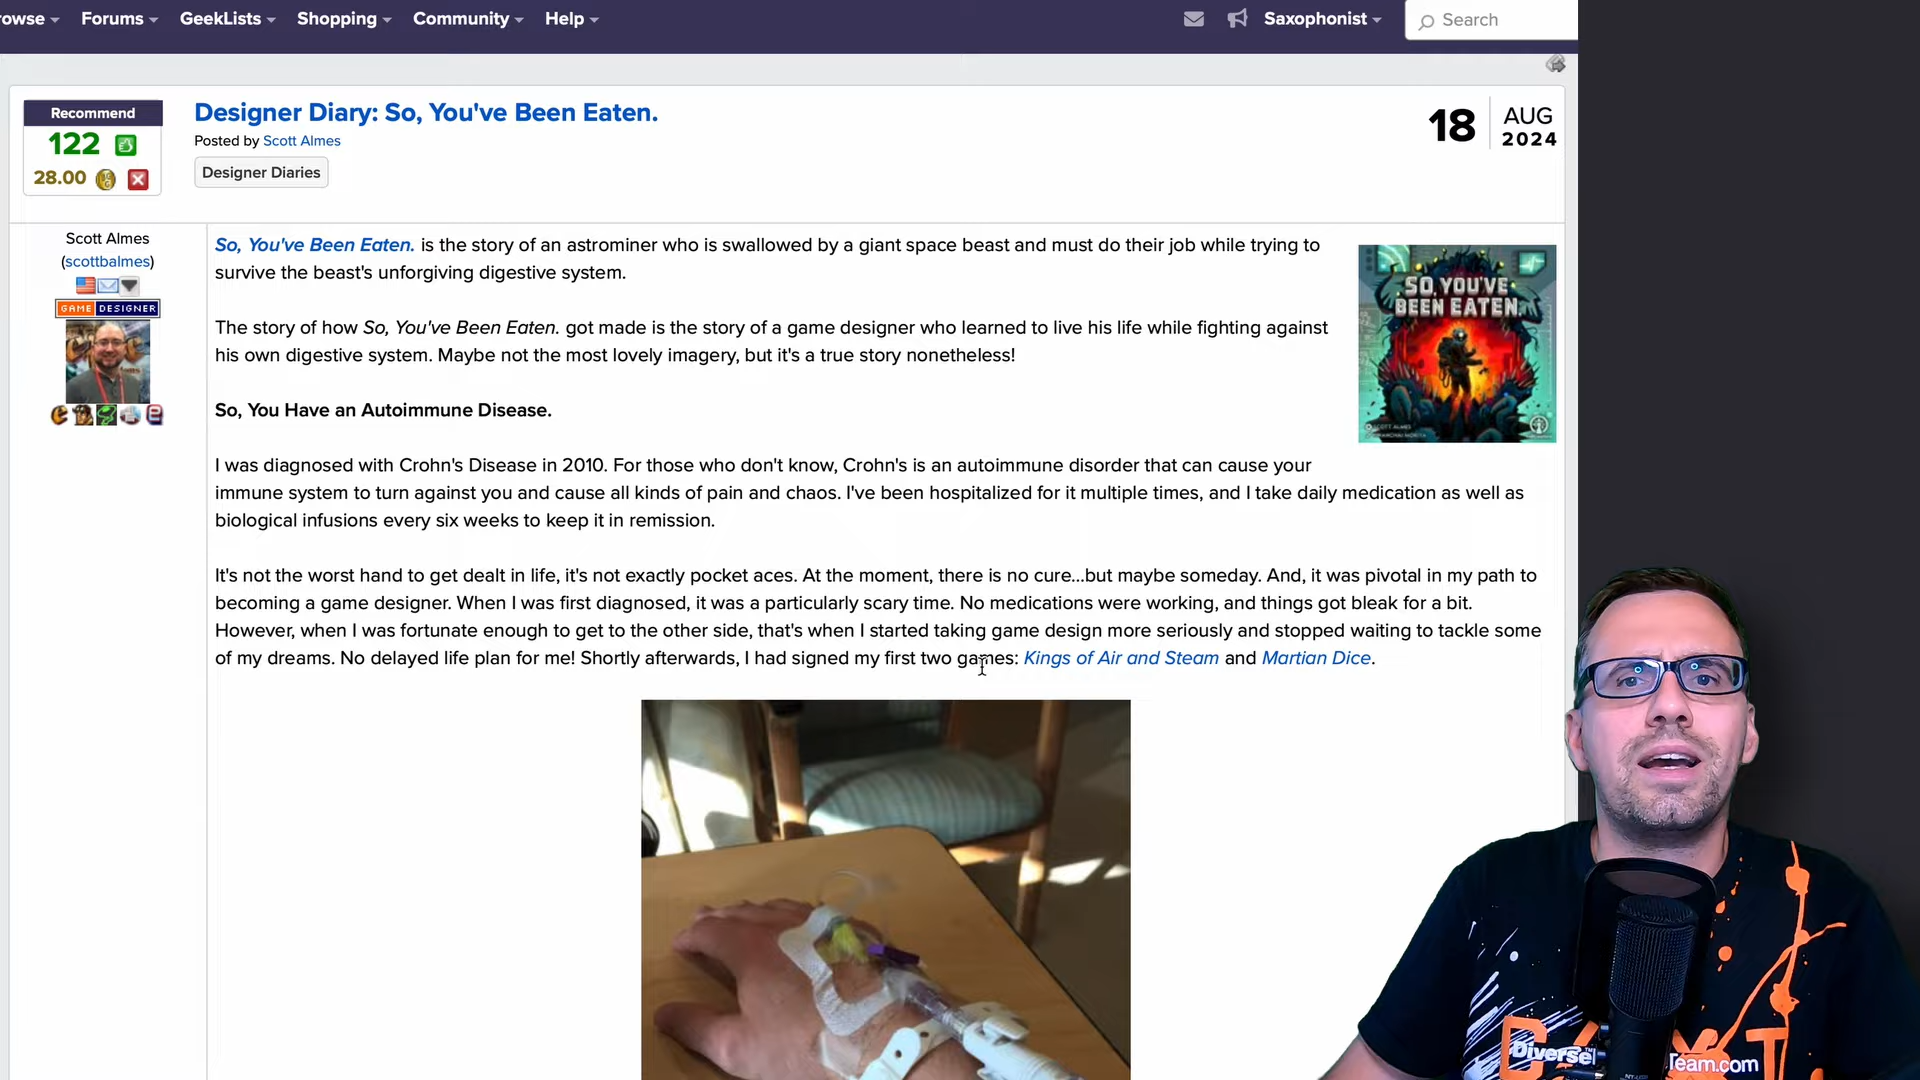 Forums
GeekLists
Shopping
Community
Help
Saxophonist
Search
Recommend
122
28.00
Designer Diary: So, You've Been Eaten.
Posted by Scott Almes
Designer Diaries
18 AUG
2024
Scott Almes
(scottbalmes)
GAME DESIGNER
So, You've Been Eaten. is the story of an astrominer who is swallowed by a giant space beast and must do their job while trying to
survive the beast's unforgiving digestive system.
The story of how So, You've Been Eaten. got made is the story of a game designer who learned to live his life while fighting against
his own digestive system. Maybe not the most lovely imagery, but it's a true story nonetheless!
SO, YOU'VE
BEEN EATEN.
SCOTT ALMES
So, You Have an Autoimmune Disease.
I was diagnosed with Crohn's Disease in 2010. For those who don't know, Crohn's is an autoimmune disorder that can cause your
immune system to turn against you and cause all kinds of pain and chaos. I've been hospitalized for it multiple times, and I take daily medication as well as
biological infusions every six weeks to keep it in remission.
It's not the worst hand to get dealt in life, it's not exactly pocket aces. At the moment, there is no cure...but maybe someday. And, it was pivotal in my path to
becoming a game designer. When I was first diagnosed, it was a particularly scary time. No medications were working, and things got bleak for a bit.
However, when I was fortunate enough to get to the other side, that's when I started taking game design more seriously and stopped waiting to tackle some
of my dreams. No delayed life plan for me! Shortly afterwards, I had signed my first two games: Kings of Air and Steam and Martian Dice.
Diverse
Team.com